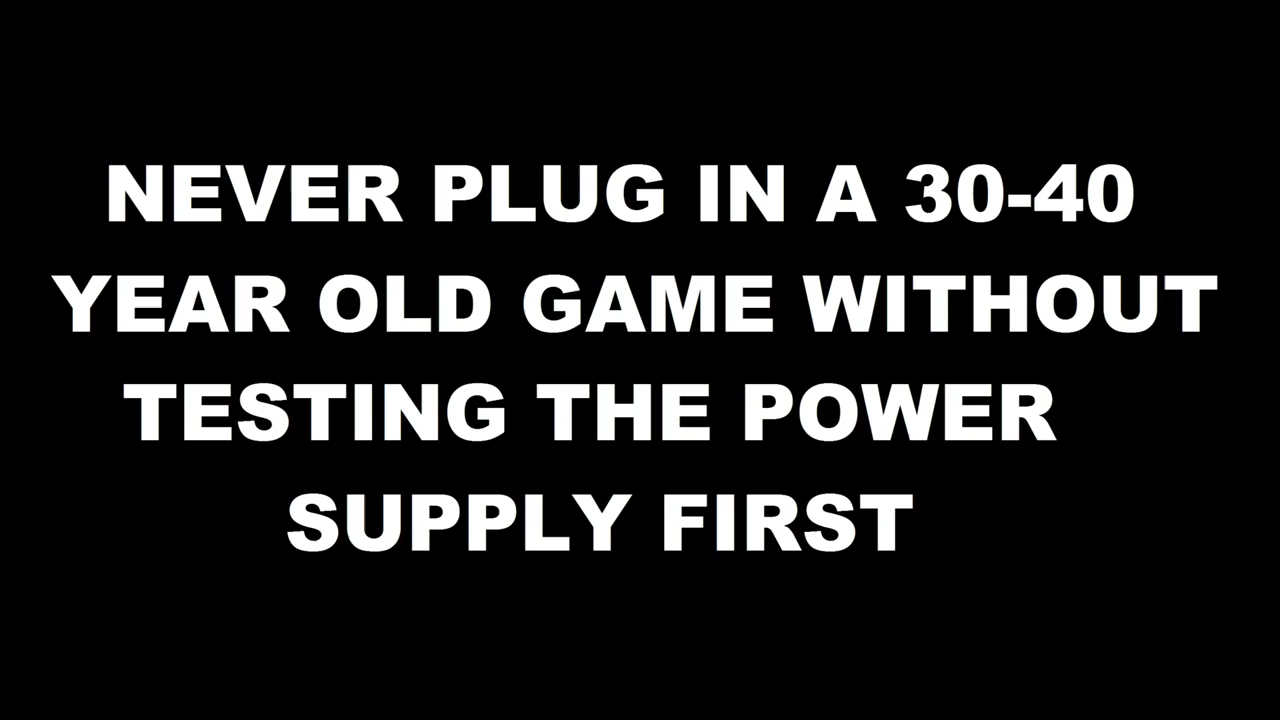 NEVER PLUG IN A 30-40
YEAR OLD GAME WITHOUT
TESTING THE POWER
SUPPLY FIRST